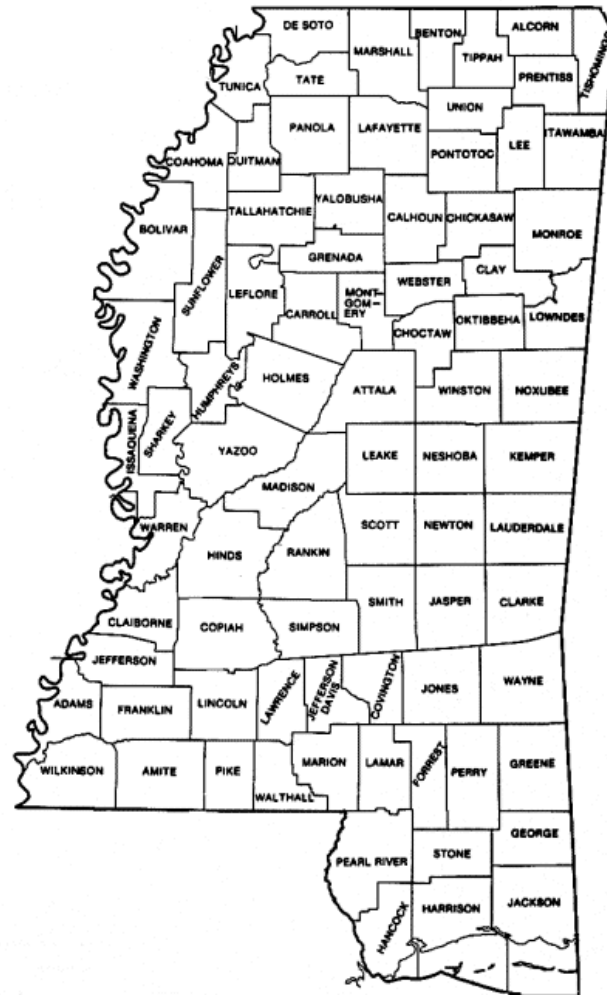 DE SOTO
MARSHALL
BENTON
TIPPAH
ALCORN
TISHOMINGO
PRENTISS
TUNICA
TATE
UNION
PANOLA
LAFAYETTE
PONTOTOC
LEE
ITAWAMBA
COAHOMA
QUITMAN
YALOBUSHA
TALLAHATCHIE
CALHOUN
CHICKASAW
MONROE
BOLIVAR
SUNFLOWER
GRENADA
LEFLORE
CARROLL
MONT
GOM—
ERY
WEBSTER
CLAY
CHOCTAW
OKTIBBEHA
LOWNDES
WASHINGTON
HUMPHREYS
HOLMES
ATTALA
WINSTON
NOXUBEE
ISSAQUENA
SHARKEY
YAZOO
LEAKE
NESHOBA
KEMPER
MADISON
WARREN
HINDS
RANKIN
SCOTT
NEWTON
LAUDERDALE
CLAIBORNE
COPIAH
SIMPSON
SMITH
JASPER
CLARKE
JEFFERSON
ADAMS
FRANKLIN
LINCOLN
LAWRENCE
JEFFERSON
DAVIS
COVINGTON
JONES
WAYNE
WILKINSON
AMITE
PIKE
WALTHALL
MARION
LAMAR
FORREST
PERRY
GREENE
PEARL RIVER
STONE
GEORGE
HANCOCK
HARRISON
JACKSON